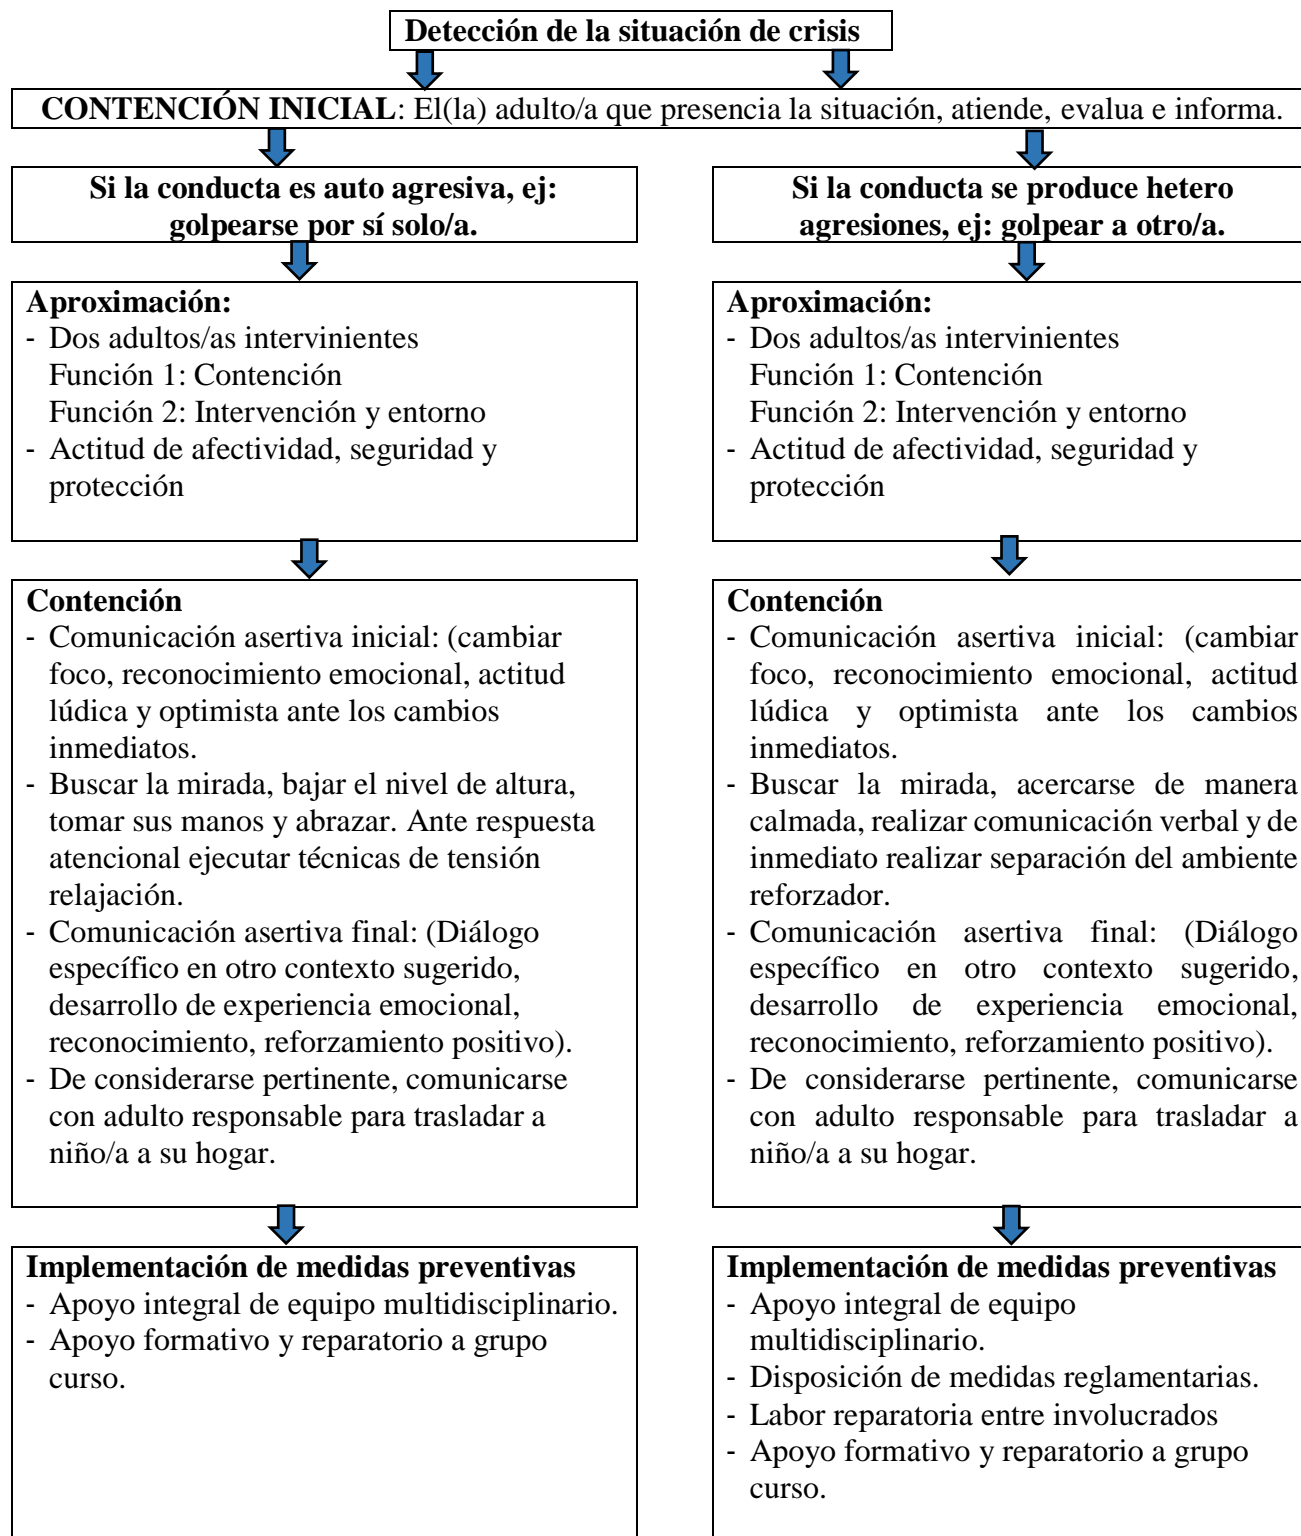 Detección de la situación de crisis
CONTENCIÓN INICIAL: El(la) adulto/a que presencia la situación, atiende, evalua e informa.
Si la conducta es auto agresiva, ej:
golpearse por sí solo/a.
Si la conducta se produce hetero
agresiones, ej: golpear a otro/a.
Aproximación:
- Dos adultos/as intervinientes
Función 1: Contención
Función 2: Intervención y entorno
- Actitud de afectividad, seguridad y
protección
Aproximación:
- Dos adultos/as intervinientes
Función 1: Contención
Función 2: Intervención y entorno
- Actitud de afectividad, seguridad y
protección
Contención
- Comunicación asertiva inicial: (cambiar
foco, reconocimiento emocional, actitud
lúdica y optimista ante los cambios
inmediatos.
- Buscar la mirada, bajar el nivel de altura,
tomar sus manos y abrazar. Ante respuesta
atencional ejecutar técnicas de tensión
relajación.
- Comunicación asertiva final: (Diálogo
específico en otro contexto sugerido,
desarrollo de experiencia emocional,
reconocimiento, reforzamiento positivo).
- De considerarse pertinente, comunicarse
con adulto responsable para trasladar a
niño/a a su hogar.
Contención
- Comunicación asertiva inicial: (cambiar
foco, reconocimiento emocional, actitud
lúdica y optimista ante los cambios
inmediatos.
- Buscar la mirada, acercarse de manera
calmada, realizar comunicación verbal y de
inmediato realizar separación del ambiente
reforzador.
- Comunicación asertiva final: (Diálogo
específico en otro contexto sugerido,
desarrollo de experiencia emocional,
reconocimiento, reforzamiento positivo).
- De considerarse pertinente, comunicarse
con adulto responsable para trasladar a
niño/a a su hogar.
Implementación de medidas preventivas
- Apoyo integral de equipo multidisciplinario.
- Apoyo formativo y reparatorio a grupo
curso.
Implementación de medidas preventivas
- Apoyo integral de equipo
multidisciplinario.
- Disposición de medidas reglamentarias.
- Labor reparatoria entre involucrados
- Apoyo formativo y reparatorio a grupo
curso.